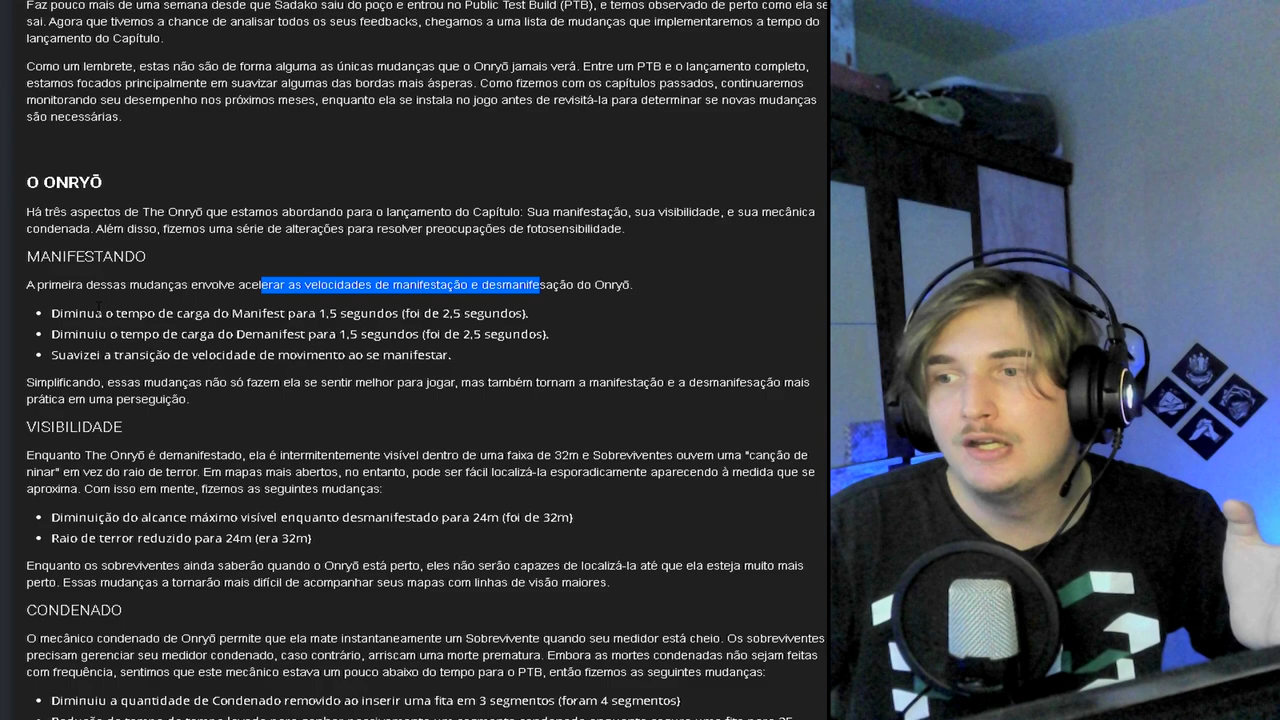 Faz pouco mais de uma semana desde que Sadako saiu do poço e entrou no Public Test Build (PTB), e temos observado de perto como ela se
sai. Agora que tivemos a chance de analisar todos os seus feedbacks, chegamos a uma lista de mudanças que implementaremos a tempo do
lançamento do Capítulo.
Como um lembrete, estas não são de forma alguma as únicas mudanças que o Onryō jamais verá. Entre um PTB e o lançamento completo,
estamos focados principalmente em suavizar algumas das bordas mais ásperas. Como fizemos com os capítulos passados, continuaremos
monitorando seu desempenho nos próximos meses, enquanto ela se instala no jogo antes de revisitá-la para determinar se novas mudanças
são necessárias.
O ONRYŌ
Há três aspectos de The Onryō que estamos abordando para o lançamento do Capítulo: Sua manifestação, sua visibilidade, e sua mecânica
condenada. Além disso, fizemos uma série de alterações para resolver preocupações de fotosensibilidade.
MANIFESTANDO
A primeira dessas mudanças envolve acelerar as velocidades de manifestação e desmanifesação do Onryō.
• Diminuiu o tempo de carga do Manifest para 1,5 segundos (foi de 2,5 segundos).
• Diminuiu o tempo de carga do Demanifest para 1,5 segundos (foi de 2,5 segundos).
• Suavizei a transição de velocidade de movimento ao se manifestar.
Simplificando, essas mudanças não só fazem ela se sentir melhor para jogar, mas também tornam a manifestação e a desmanifesação mais
prática em uma perseguição.
VISIBILIDADE
Enquanto The Onryō é demanifestado, ela é intermitentemente visível dentro de uma faixa de 32m e Sobreviventes ouvem uma "canção de
ninar" em vez do raio de terror. Em mapas mais abertos, no entanto, pode ser fácil localizá-la esporadicamente aparecendo à medida que se
aproxima. Com isso em mente, fizemos as seguintes mudanças:
• Diminuição do alcance máximo visível enquanto desmanifestado para 24m (foi de 32m)
• Raio de terror reduzido para 24m (era 32m)
Enquanto os sobreviventes ainda saberão quando o Onryō está perto, eles não serão capazes de localizá-la até que ela esteja muito mais
perto. Essas mudanças a tornarão mais difícil de acompanhar seus mapas com linhas de visão maiores.
CONDENADO
O mecânico condenado de Onryō permite que ela mate instantaneamente um Sobrevivente quando seu medidor está cheio. Os sobreviventes
precisam gerenciar seu medidor condenado, caso contrário, arriscam uma morte prematura. Embora as mortes condenadas não sejam feitas
com frequência, sentimos que este mecânico estava um pouco abaixo do tempo para o PTB, então fizemos as seguintes mudanças:
• Diminuiu a quantidade de Condenado removido ao inserir uma fita em 3 segmentos (foram 4 segmentos)